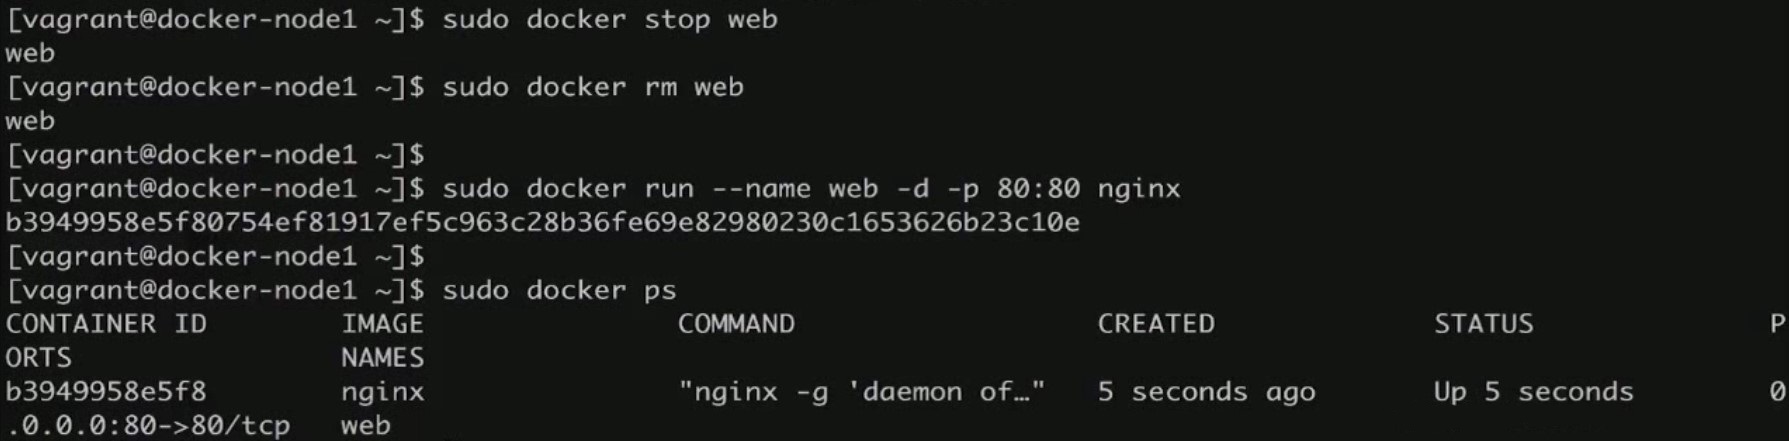 [vagrant@docker-node1 ~]$ sudo docker stop web
web
[vagrant@docker-node1 ~]$ sudo docker rm web
web
[vagrant@docker-node1 ~]$
[vagrant@docker-node1 ~]$ sudo docker run --name web -d -p 80:80 nginx
b3949958e5f80754ef81917ef5c963c28b36fe69e82980230c1653626b23c10e
[vagrant@docker-node1 ~]$
[vagrant@docker-node1 ~]$ sudo docker ps
CONTAINER ID        IMAGE               COMMAND                  CREATED             STATUS              P
ORTS                NAMES
b3949958e5f8        nginx               "nginx -g 'daemon of…"   5 seconds ago       Up 5 seconds        0
.0.0.0:80->80/tcp   web